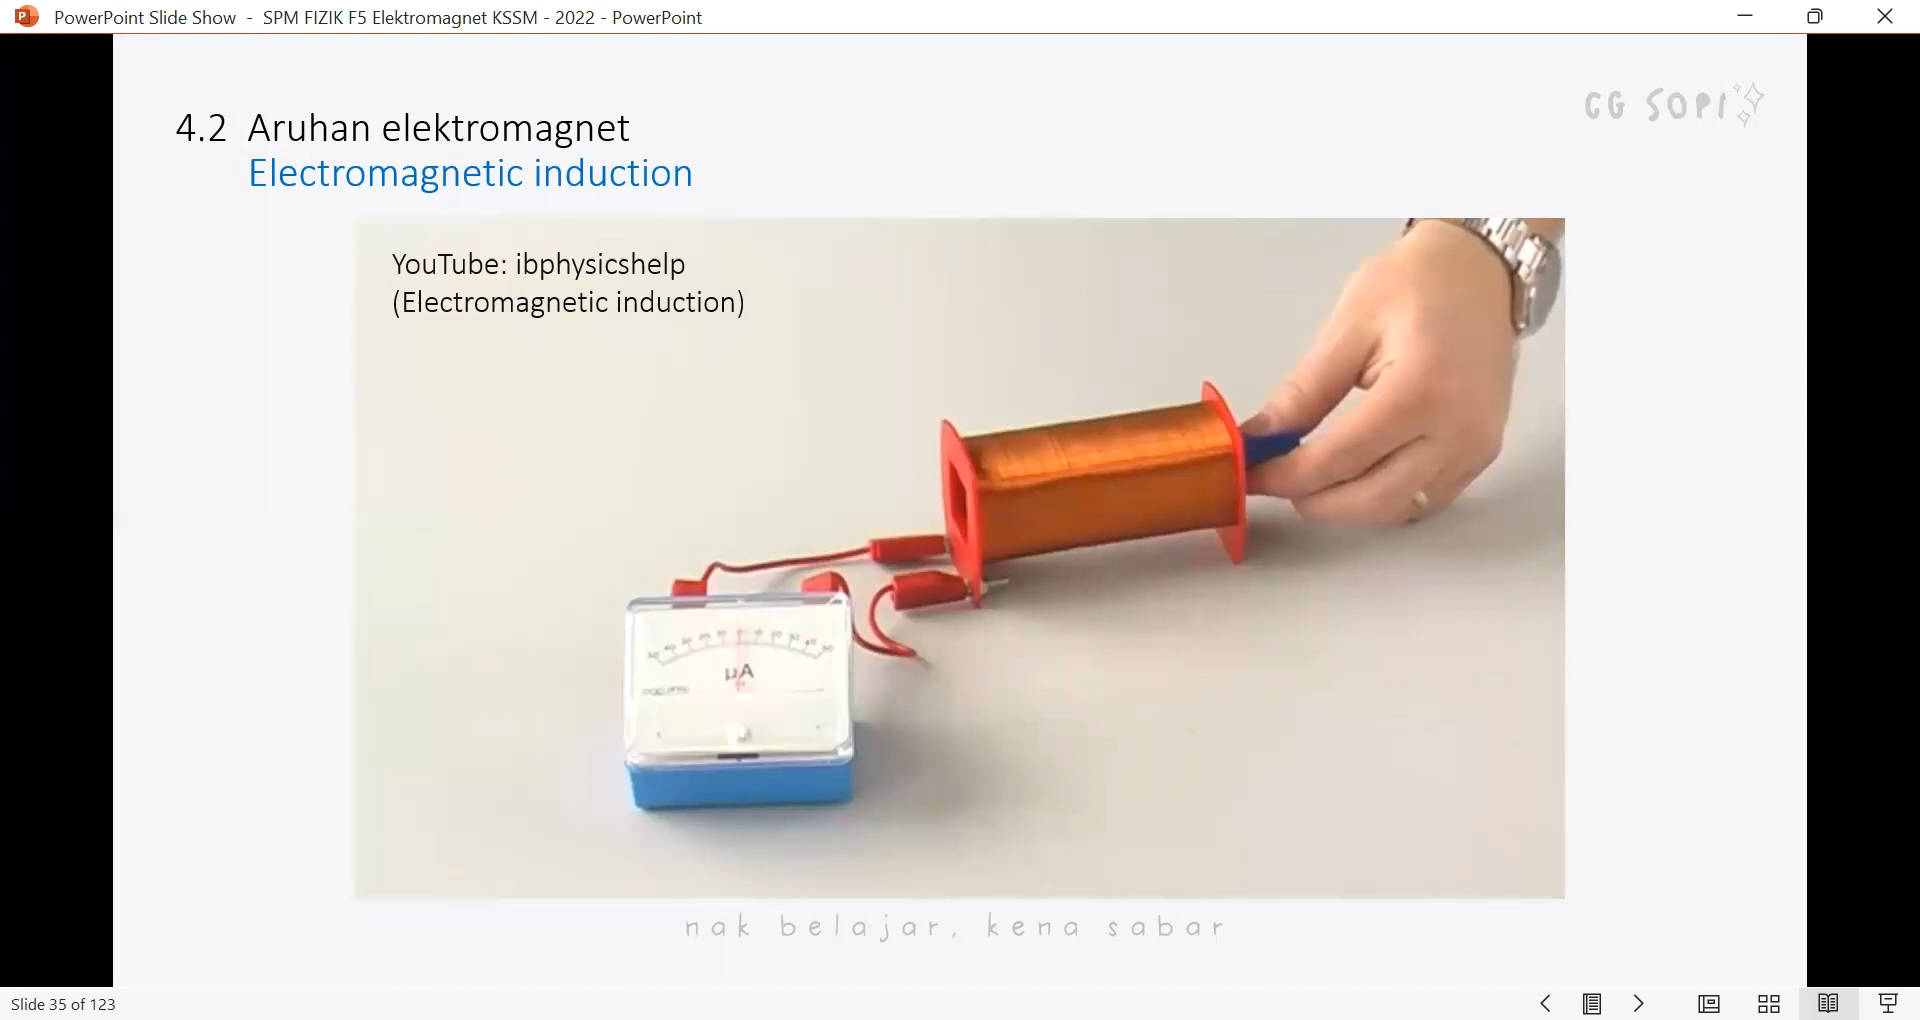 PowerPoint Slide Show - SPM FIZIK F5 Elektromagnet KSSM - 2022 - PowerPoint
CG SOPI
4.2 Aruhan elektromagnet
Electromagnetic induction
YouTube: ibphysicshelp
(Electromagnetic induction)
µA
nak belajar, kena sabar
Slide 35 of 123